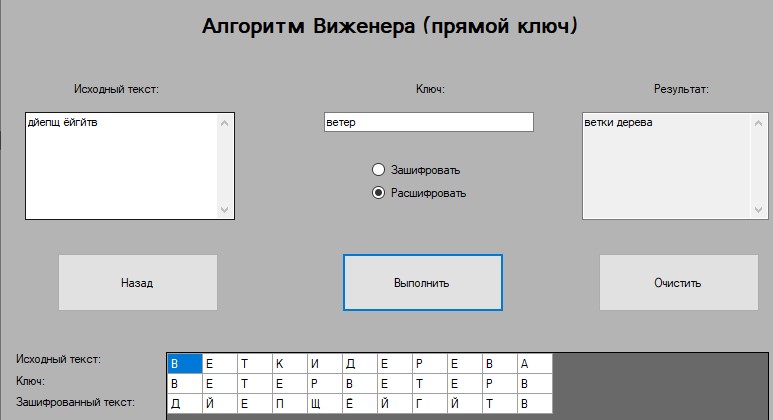 Алгоритм Виженера (прямой ключ)
Исходный текст: Ключ: Результат:
дйепщ ёйгйтв ветер ветки дерева
Зашифровать
Расшифровать
Назад Выполнить Очистить
Исходный текст: В Е Т К И Д Е Р Е В А
Ключ: В Е Т Е Р В Е Т Е Р В
Зашифрованный текст: Д Й Е П Щ Ё Й Г Й Т В